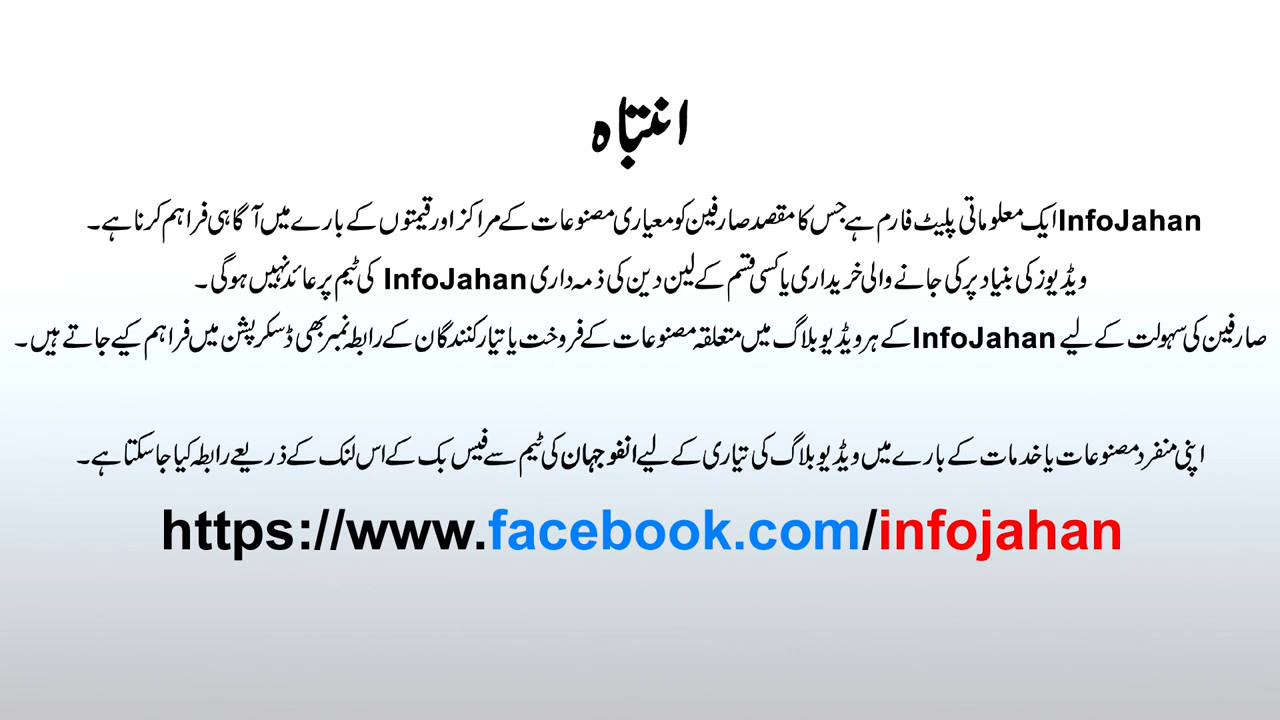 انتباہ
InfoJahan ایک معلوماتی پلیٹ فارم ہے جس کا مقصد صارفین کو معیاری مصنوعات کے مراکز اور قیمتوں کے بارے میں آگاہی فراہم کرنا ہے۔
ویڈیوز کی بنیاد پر کی جانے والی خریداری یا کسی قسم کے لین دین کی ذمہ داری InfoJahan کی ٹیم پر عائد نہیں ہوگی۔
صارفین کی سہولت کے لیے InfoJahan کے ہر ویڈیو بلاگ میں متعلقہ مصنوعات کے فروخت یا تیار کنندگان کے رابطہ نمبر بھی ڈسکرپشن میں فراہم کیے جاتے ہیں۔
اپنی منفرد مصنوعات یا خدمات کے بارے میں ویڈیو بلاگ کی تیاری کے لیے انفو جہان کی ٹیم سے فیس بک کے اس لنک کے ذریعے رابطہ کیا جا سکتا ہے۔
https://www.facebook.com/infojahan